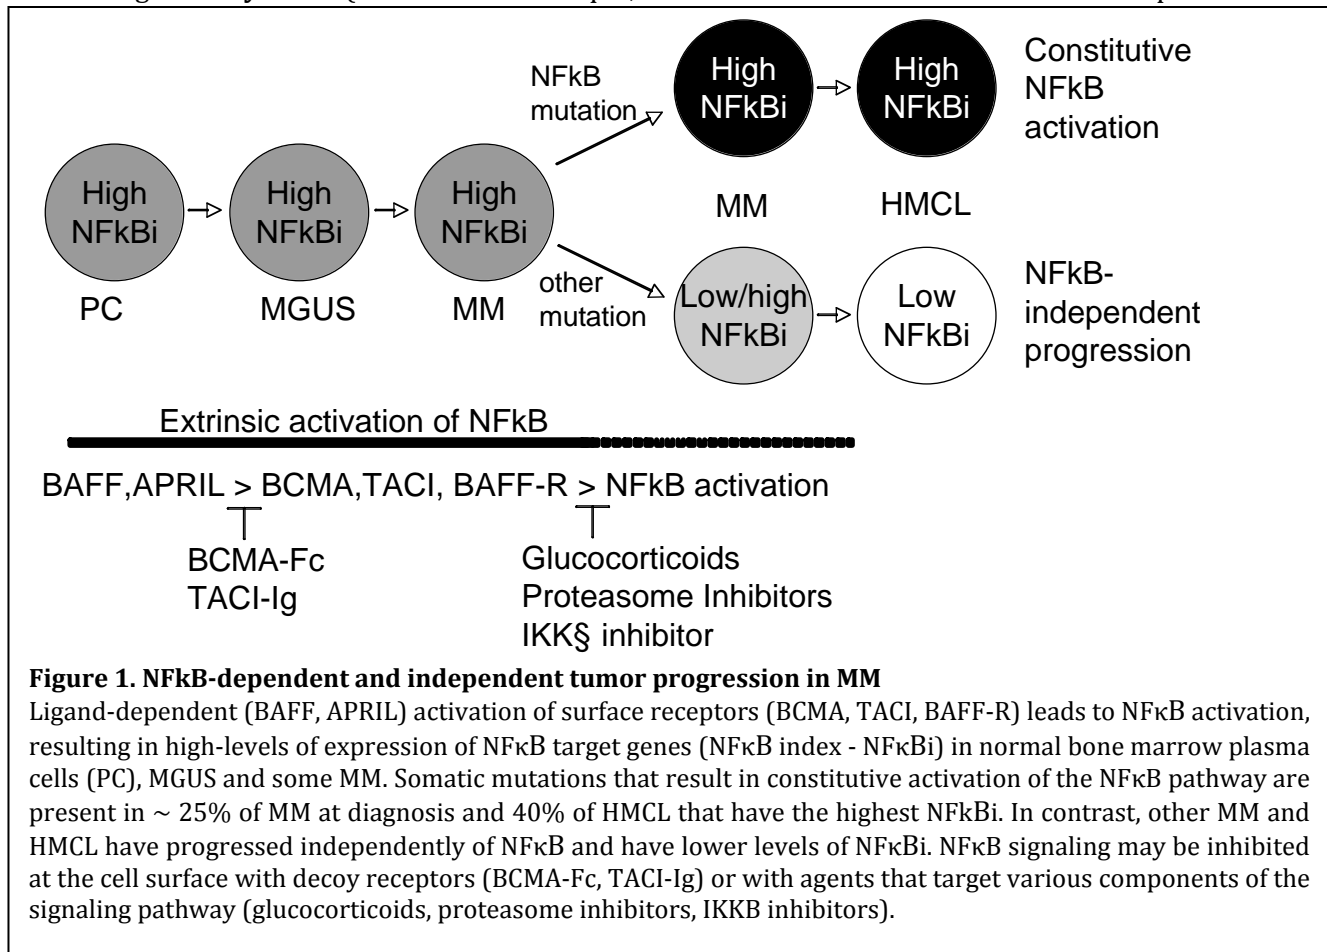 NFkB
mutation
High
NFkBi
High
NFkBi
Constitutive
NFkB
activation
High
NFkBi
High
NFkBi
High
NFkBi
MM
HMCL
PC
MGUS
MM
other
mutation
Low/high
NFkBi
Low
NFkBi
NFkB-
independent
progression
Extrinsic activation of NFkB
BAFF,APRIL > BCMA,TACI, BAFF-R > NFkB activation
BCMA-Fc
TACI-Ig
Glucocorticoids
Proteasome Inhibitors
IKK§ inhibitor
Figure 1. NFkB-dependent and independent tumor progression in MM
Ligand-dependent (BAFF, APRIL) activation of surface receptors (BCMA, TACI, BAFF-R) leads to NFκB activation,
resulting in high-levels of expression of NFκB target genes (NFκB index - NFκBi) in normal bone marrow plasma
cells (PC), MGUS and some MM. Somatic mutations that result in constitutive activation of the NFκB pathway are
present in ~ 25% of MM at diagnosis and 40% of HMCL that have the highest NFkBi. In contrast, other MM and
HMCL have progressed independently of NFκB and have lower levels of NFκBi. NFκB signaling may be inhibited
at the cell surface with decoy receptors (BCMA-Fc, TACI-Ig) or with agents that target various components of the
signaling pathway (glucocorticoids, proteasome inhibitors, IKKB inhibitors).